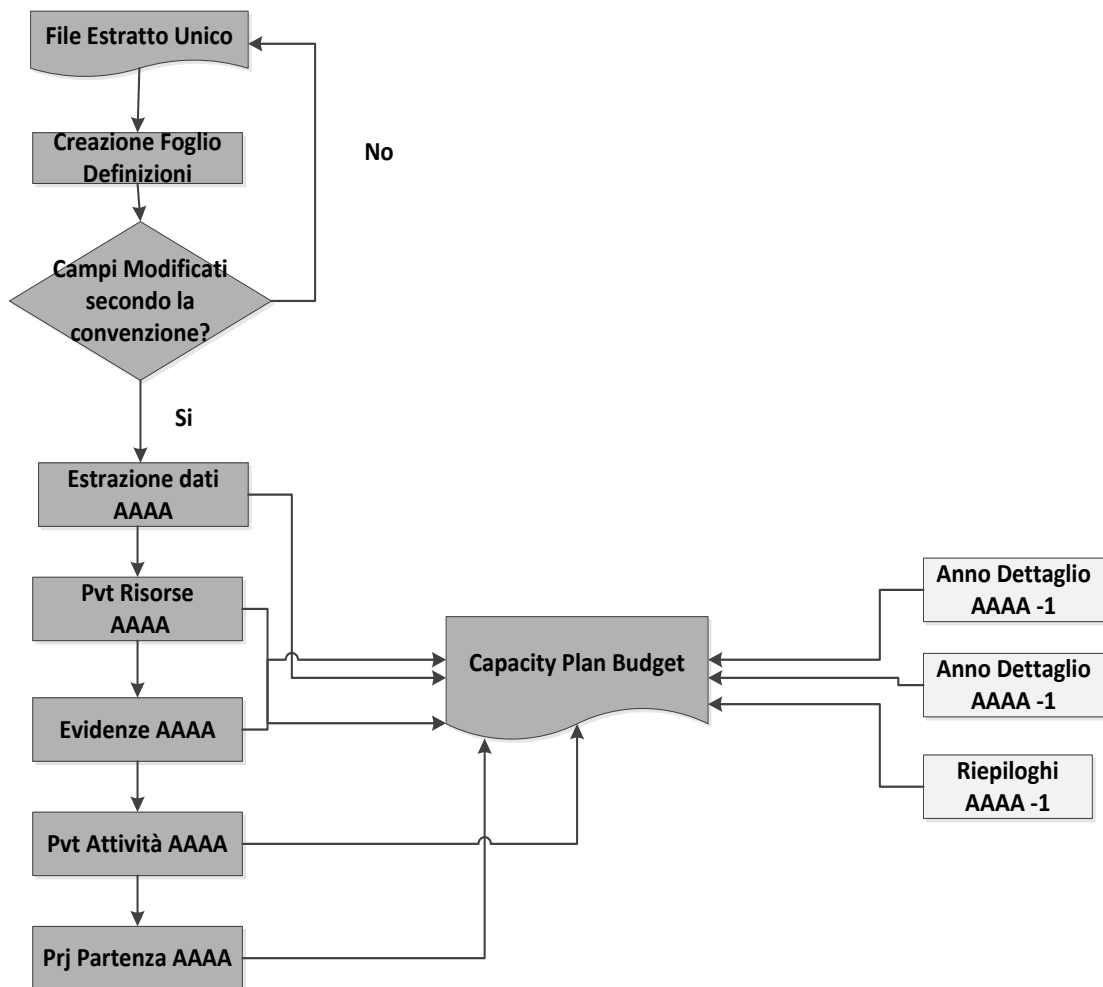 File Estratto Unico
Creazione Foglio
Definizioni
No
Campi Modificati
secondo la
convenzione?
Si
Estrazione dati
AAAA
Pvt Risorse
AAAA
Evidenze AAAA
Pvt Attività AAAA
Prj Partenza AAAA
Capacity Plan Budget
Anno Dettaglio
AAAA -1
Anno Dettaglio
AAAA -1
Riepiloghi
AAAA -1